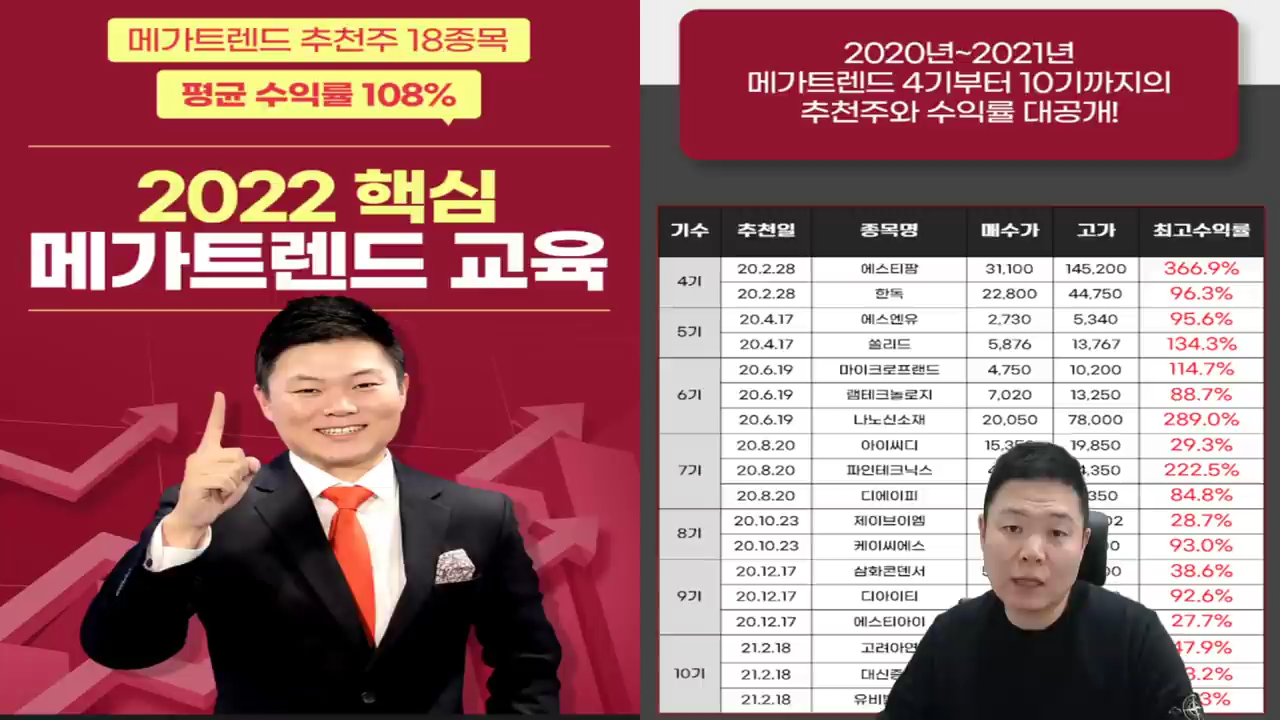 메가트렌드 추천주 18종목
평균 수익률 108%
2022 핵심
메가트렌드 교육
2020년~2021년
메가트렌드 4기부터 10기까지의
추천주와 수익률 대공개!
기수 추천일 종목명 매수가 고가 최고수익률
4기 20.2.28 에스티팜 31,100 145,200 366.9%
20.2.28 한독 22,800 44,750 96.3%
5기 20.4.17 에스엔유 2,730 5,340 95.6%
20.4.17 쏠리드 5,876 13,767 134.3%
6기 20.6.19 마이크로프랜드 4,750 10,200 114.7%
20.6.19 램테크놀로지 7,020 13,250 88.7%
20.6.19 나노신소재 20,050 78,000 289.0%
7기 20.8.20 아이씨디 19,850 29.3%
20.8.20 파인테크닉스 222.5%
20.8.20 디에이피 84.8%
8기 20.10.23 제이브이엠 28.7%
20.10.23 케이씨에스 93.0%
9기 20.12.17 삼화콘덴서 38.6%
20.12.17 디아이티 92.6%
20.12.17 에스티아이 27.7%
10기 21.2.18 고려아연
21.2.18
21.2.18